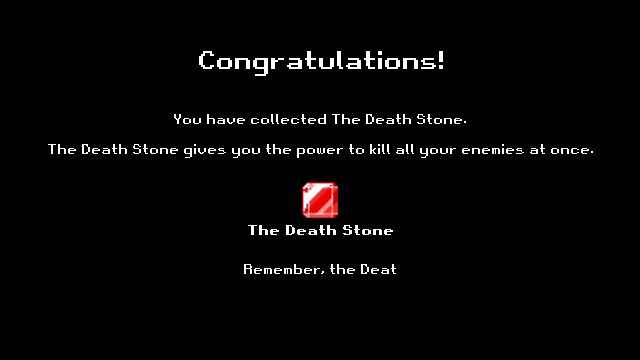 Congratulations!
You have collected The Death Stone.
The Death Stone gives you the power to kill all your enemies at once.
The Death Stone
Remember, the Deat